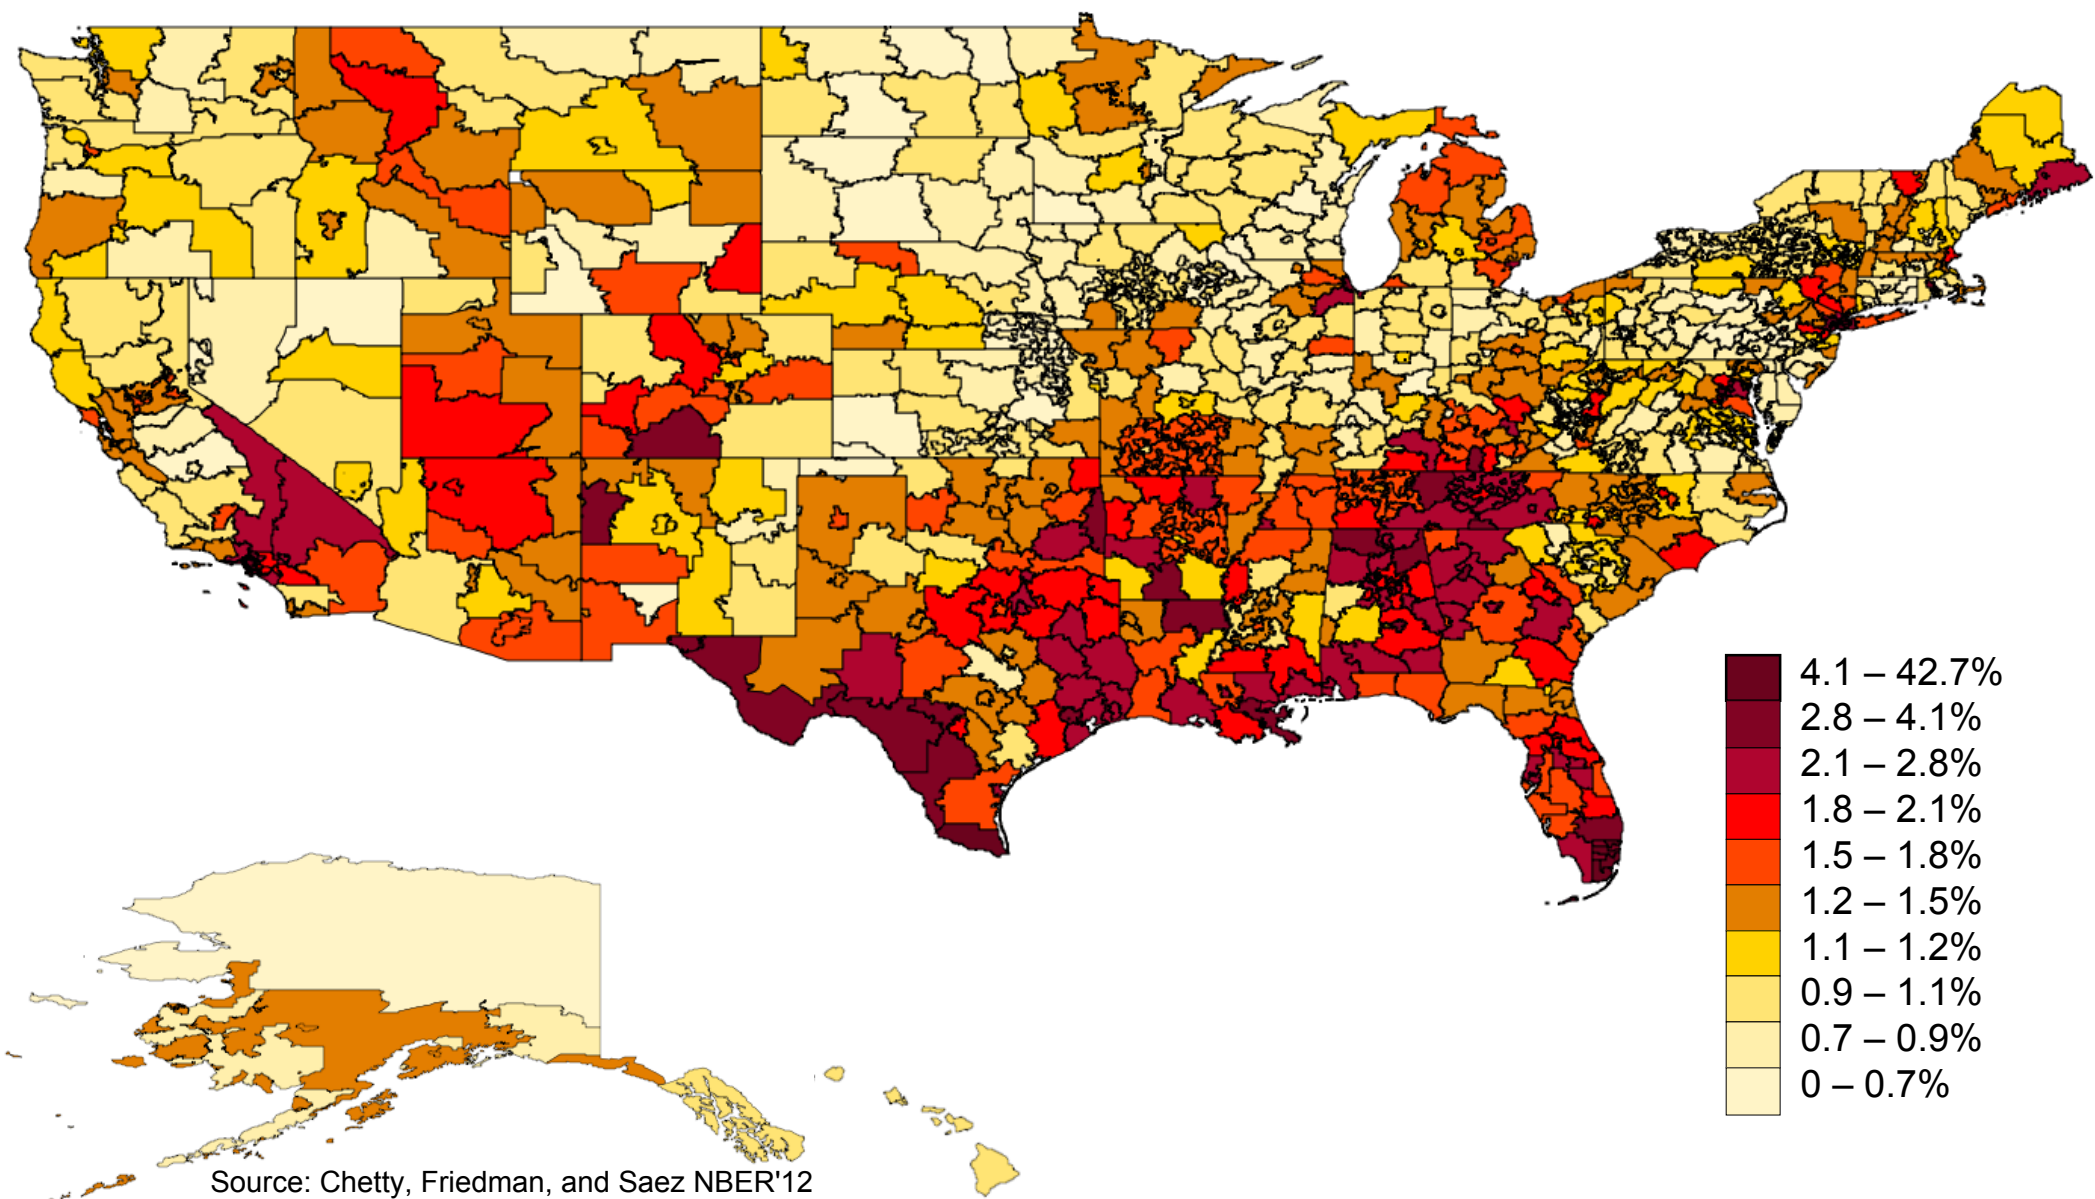 4.1 – 42.7%
2.8 – 4.1%
2.1 – 2.8%
1.8 – 2.1%
1.5 – 1.8%
1.2 – 1.5%
1.1 – 1.2%
0.9 – 1.1%
0.7 – 0.9%
0 – 0.7%
Source: Chetty, Friedman, and Saez NBER'12